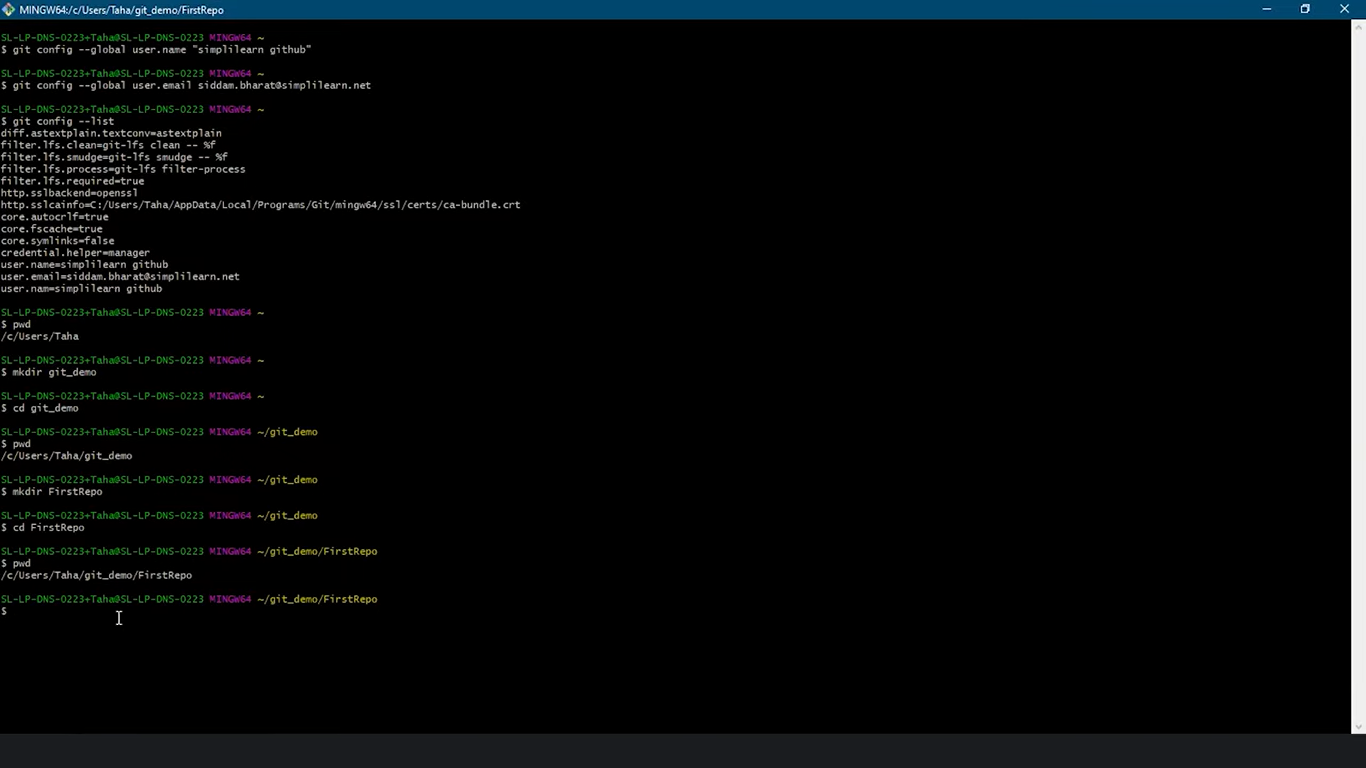 MINGW64:/c/Users/Taha/git_demo/FirstRepo
SL-LP-DNS-0223+Taha@SL-LP-DNS-0223 MINGW64 ~
$ git config --global user.name "simplilearn github"
SL-LP-DNS-0223+Taha@SL-LP-DNS-0223 MINGW64 ~
$ git config --global user.email siddam.bharat@simplilearn.net
SL-LP-DNS-0223+Taha@SL-LP-DNS-0223 MINGW64 ~
$ git config --list
diff.astextplain.textconv=astextplain
filter.lfs.clean=git-lfs clean -- %f
filter.lfs.smudge=git-lfs smudge -- %f
filter.lfs.process=git-lfs filter-process
filter.lfs.required=true
http.sslbackend=openssl
http.sslcainfo=C:/Users/Taha/AppData/Local/Programs/Git/mingw64/ssl/certs/ca-bundle.crt
core.autocrlf=true
core.fscache=true
core.symlinks=false
credential.helper=manager
user.name=simplilearn github
user.email=siddam.bharat@simplilearn.net
user.nam=simplilearn github
SL-LP-DNS-0223+Taha@SL-LP-DNS-0223 MINGW64 ~
$ pwd
/c/Users/Taha
SL-LP-DNS-0223+Taha@SL-LP-DNS-0223 MINGW64 ~
$ mkdir git_demo
SL-LP-DNS-0223+Taha@SL-LP-DNS-0223 MINGW64 ~
$ cd git_demo
SL-LP-DNS-0223+Taha@SL-LP-DNS-0223 MINGW64 ~/git_demo
$ pwd
/c/Users/Taha/git_demo
SL-LP-DNS-0223+Taha@SL-LP-DNS-0223 MINGW64 ~/git_demo
$ mkdir FirstRepo
SL-LP-DNS-0223+Taha@SL-LP-DNS-0223 MINGW64 ~/git_demo
$ cd FirstRepo
SL-LP-DNS-0223+Taha@SL-LP-DNS-0223 MINGW64 ~/git_demo/FirstRepo
$ pwd
/c/Users/Taha/git_demo/FirstRepo
SL-LP-DNS-0223+Taha@SL-LP-DNS-0223 MINGW64 ~/git_demo/FirstRepo
$